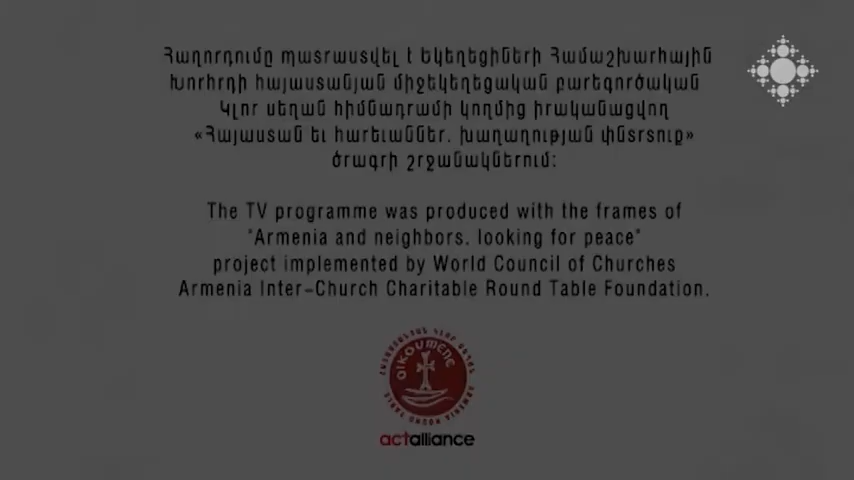 Հաղորդումը պատրաստվել է Եկեղեցիների Համաշխարհային
Խորհրդի հայաստանյան միջեկեղեցական բարեգործական
Կլոր սեղան հիմնադրամի կողմից իրականացվող
«Հայաստան եւ հարեւաններ. խաղաղության փնտրտուք»
ծրագրի շրջանակներում:
The TV programme was produced with the frames of
"Armenia and neighbors, looking for peace"
project implemented by World Council of Churches
Armenia Inter-Church Charitable Round Table Foundation.
OIKOUMENE
actalliance